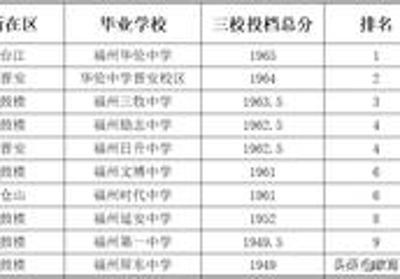 所在区 毕业学校 三校投档总分 排名
台江 福州华伦中学 1965 1
晋安 华伦中学晋安校区 1964 2
鼓楼 福州三牧中学 1963.5 3
鼓楼 福州励志中学 1962.5 4
晋安 福州日升中学 1962.5 4
鼓楼 福州文博中学 1961 6
仓山 福州时代中学 1961 6
鼓楼 福州延安中学 1952 8
鼓楼 福州第一中学 1949.5 9
鼓楼 福州屏东中学 1949